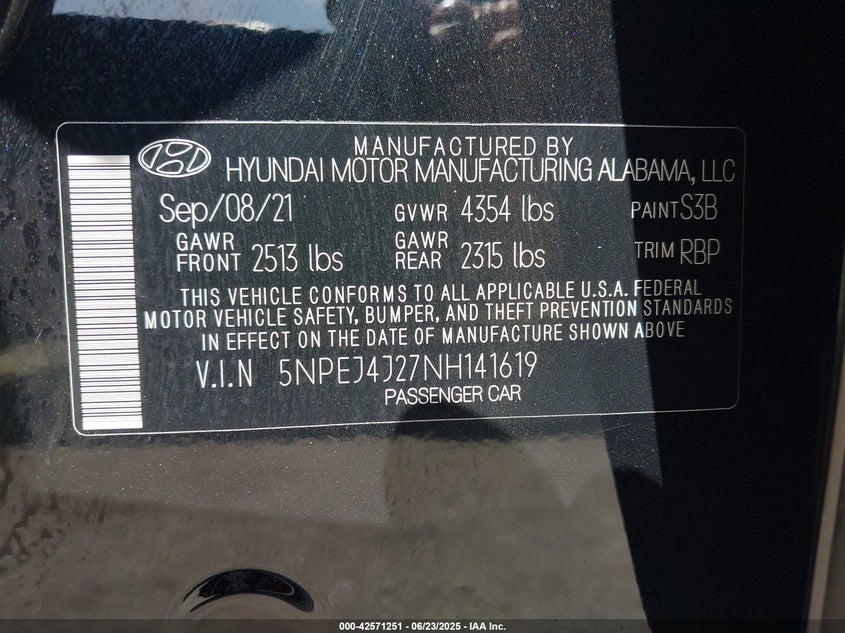 MANUFACTURED BY
HYUNDAI MOTOR MANUFACTURING ALABAMA, LLC
Sep/08/21 GVWR 4354 lbs PAINT S3B
GAWR FRONT 2513 lbs GAWR REAR 2315 lbs TRIM RBP
THIS VEHICLE CONFORMS TO ALL APPLICABLE U.S.A. FEDERAL
MOTOR VEHICLE SAFETY, BUMPER, AND THEFT PREVENTION STANDARDS
IN EFFECT ON THE DATE OF MANUFACTURE SHOWN ABOVE
V.I.N 5NPEJ4J27NH141619
PASSENGER CAR
000-42571251 - 06/23/2025 - IAA Inc.